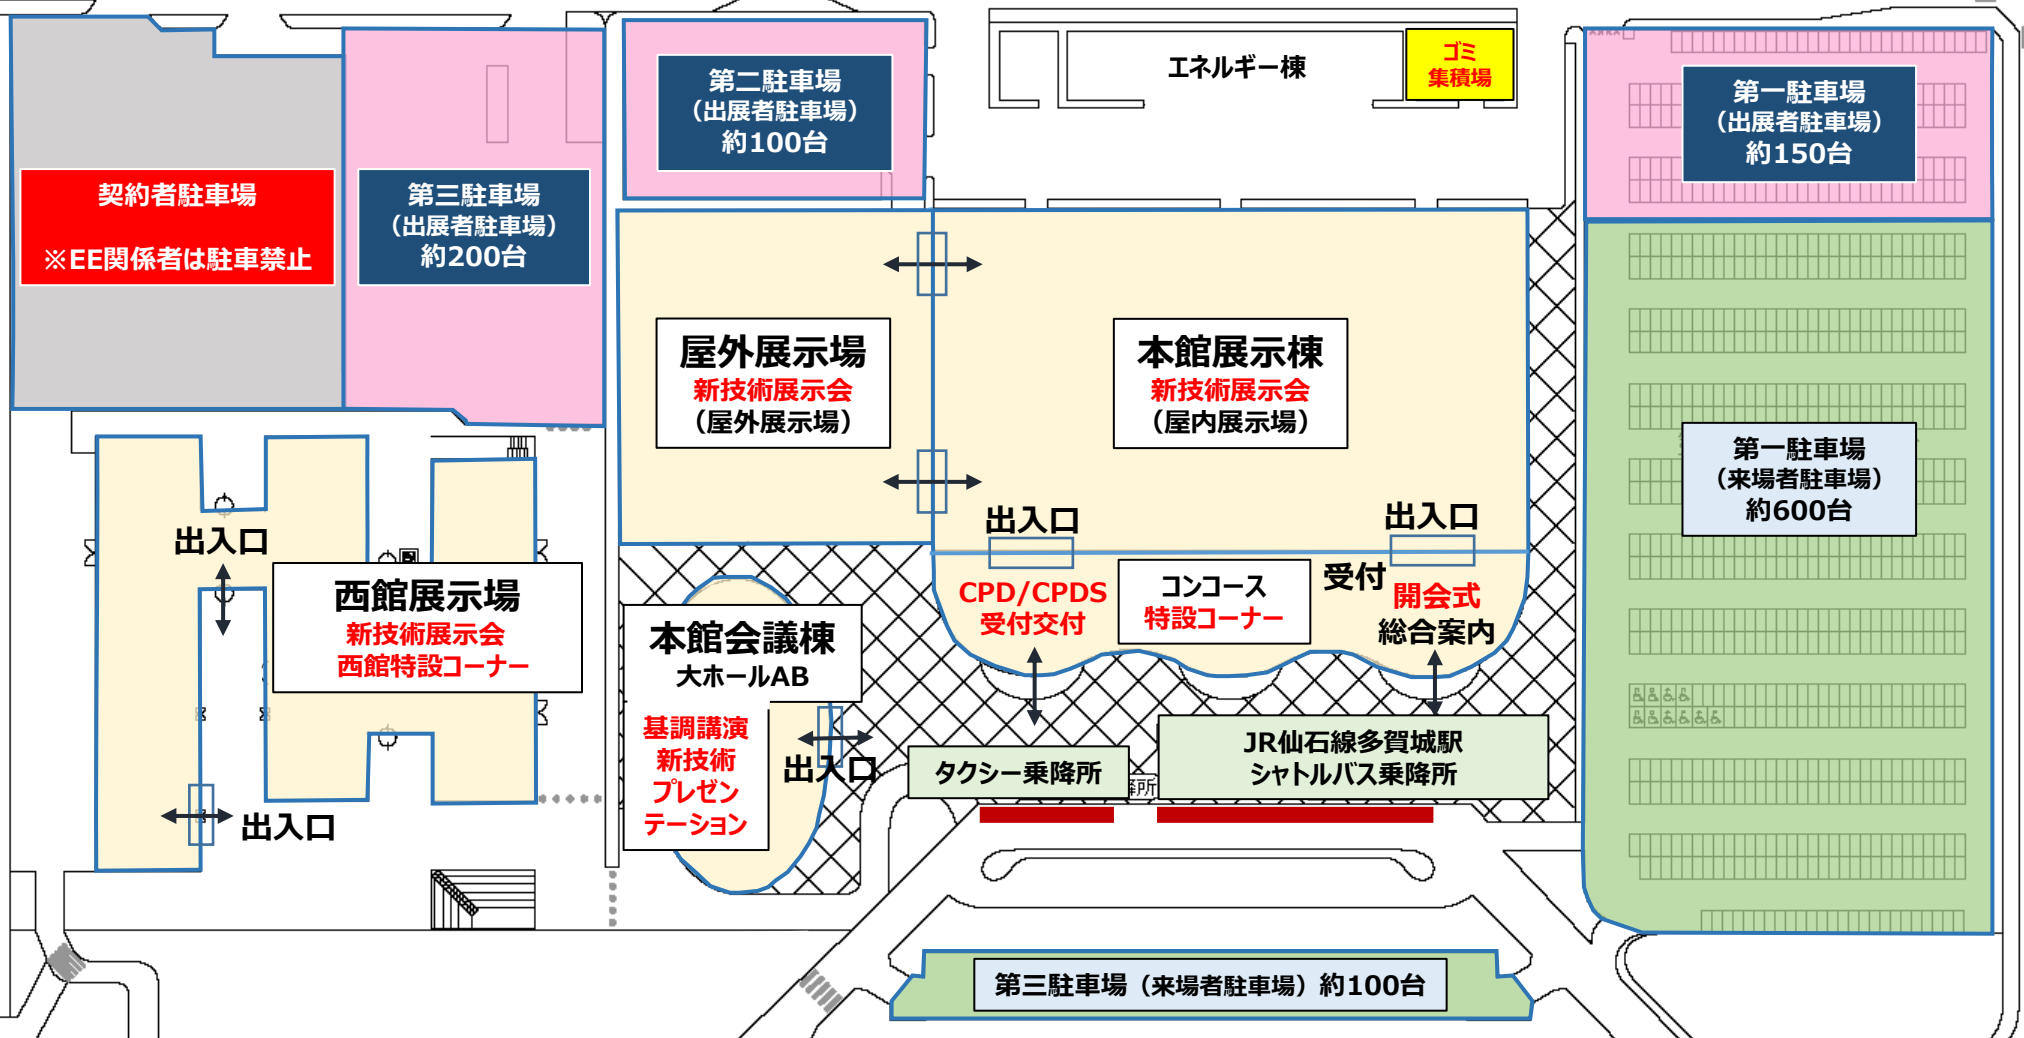 契約者駐車場
※EE関係者は駐車禁止
第三駐車場
（出展者駐車場）
約200台
第二駐車場
（出展者駐車場）
約100台
エネルギー棟
ゴミ
集積場
第一駐車場
（出展者駐車場）
約150台
屋外展示場
新技術展示会
（屋外展示場）
本館展示棟
新技術展示会
（屋内展示場）
第一駐車場
（来場者駐車場）
約600台
出入口
出入口
出入口
西館展示場
新技術展示会
西館特設コーナー
出入口
本館会議棟
大ホールAB
基調講演
新技術
プレゼン
テーション
出入口
CPD/CPDS
受付交付
コンコース
特設コーナー
受付
開会式
総合案内
タクシー乗降所
降所
JR仙石線多賀城駅
シャトルバス乗降所
第三駐車場（来場者駐車場）約100台